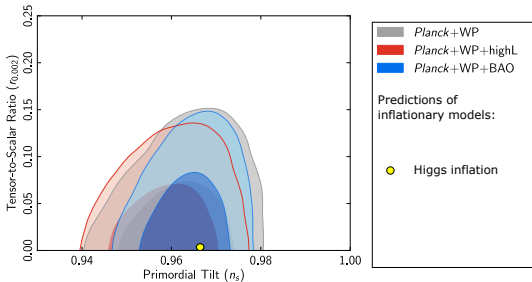 Planck+WP
Planck+WP+highL
Planck+WP+BAO
Predictions of
inflationary models:
Higgs inflation
Tensor-to-Scalar Ratio (r0.002)
0.25
0.20
0.15
0.10
0.05
0.00
0.94
0.96
0.98
1.00
Primordial Tilt (ns)